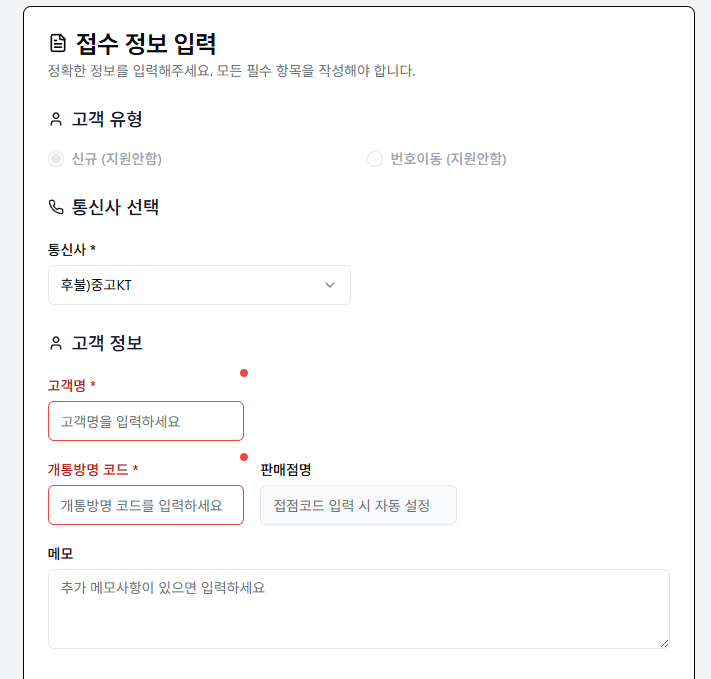 접수 정보 입력
정확한 정보를 입력해주세요. 모든 필수 항목을 작성해야 합니다.
고객 유형
신규 (지원안함) 번호이동 (지원안함)
통신사 선택
통신사 *
후불)중고KT
고객 정보
고객명 *
고객명을 입력하세요
개통방명 코드 * 판매점명
개통방명 코드를 입력하세요 접점코드 입력 시 자동 설정
메모
추가 메모사항이 있으면 입력하세요